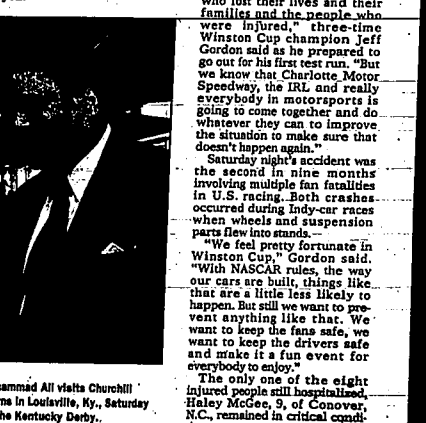 who lost their lives and their
families and the people who
were injured," three-time
Winston Cup champion Jeff
Gordon said as he prepared to
go out for his first test run. "But
we know that Charlotte Motor
Speedway, the IRL and really
everybody in motorsports is
going to come together and do
whatever they can to improve
the situation to make sure that
doesn't happen again."
Saturday night's accident was
the second in nine months
involving multiple fan fatalities
in U.S. racing. Both crashes
occurred during Indy-car races
when wheels and suspension
parts flew into stands.
"We feel pretty fortunate in
Winston Cup," Gordon said.
"With NASCAR rules, the way
our cars are built, things like
that are a little less likely to
happen. But still we want to pre-
vent anything like that. We
want to keep the fans safe, we
want to keep the drivers safe
and make it a fun event for
everybody to enjoy."
The only one of the eight
injured people still hospitalized,
Haley McGee, 9, of Conover,
N.C., remained in critical condi-
ammad Ali visits Churchill
ns in Louisville, Ky., Saturday
he Kentucky Derby.